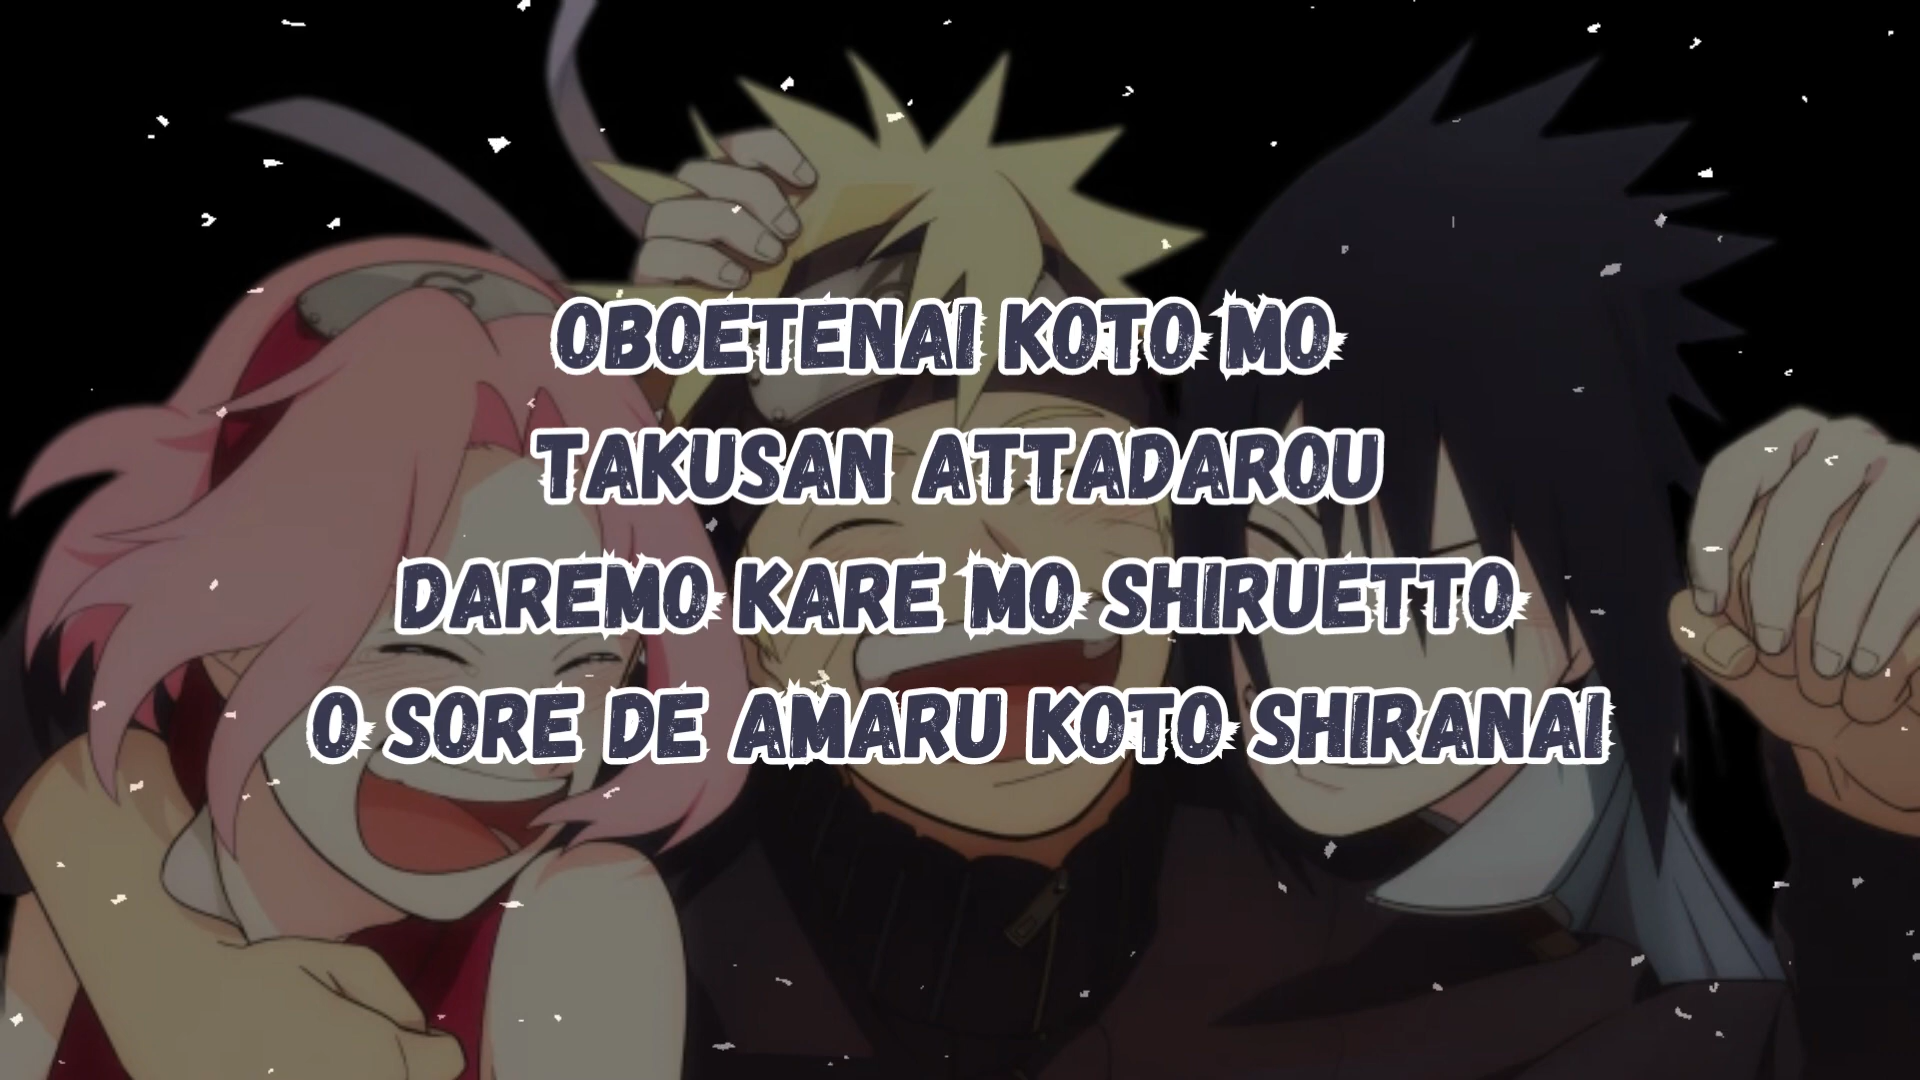 OBOETENAI KOTO MO
TAKUSAN ATTADAROU
DAREMO KARE MO SHIRUETTO
O SORE DE AMARU KOTO SHIRANAI